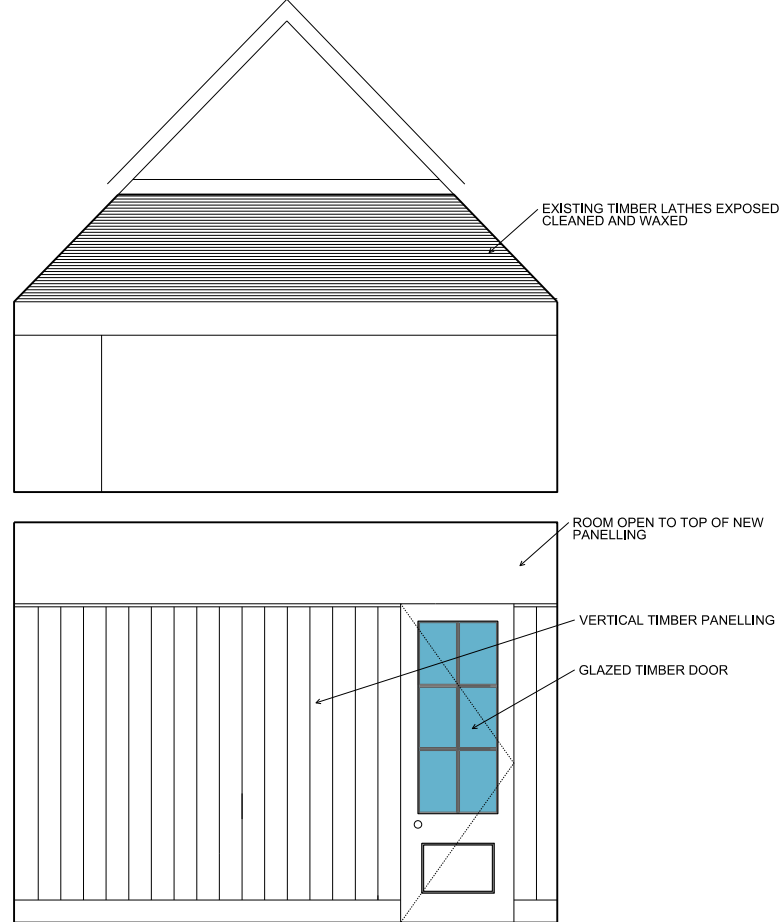 EXISTING TIMBER LATHES EXPOSED
CLEANED AND WAXED
ROOM OPEN TO TOP OF NEW
PANELLING
VERTICAL TIMBER PANELLING
GLAZED TIMBER DOOR